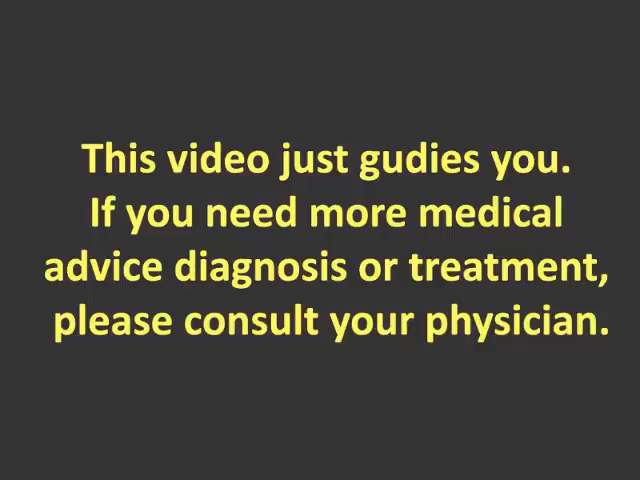 This video just gudies you.
If you need more medical
advice diagnosis or treatment,
please consult your physician.